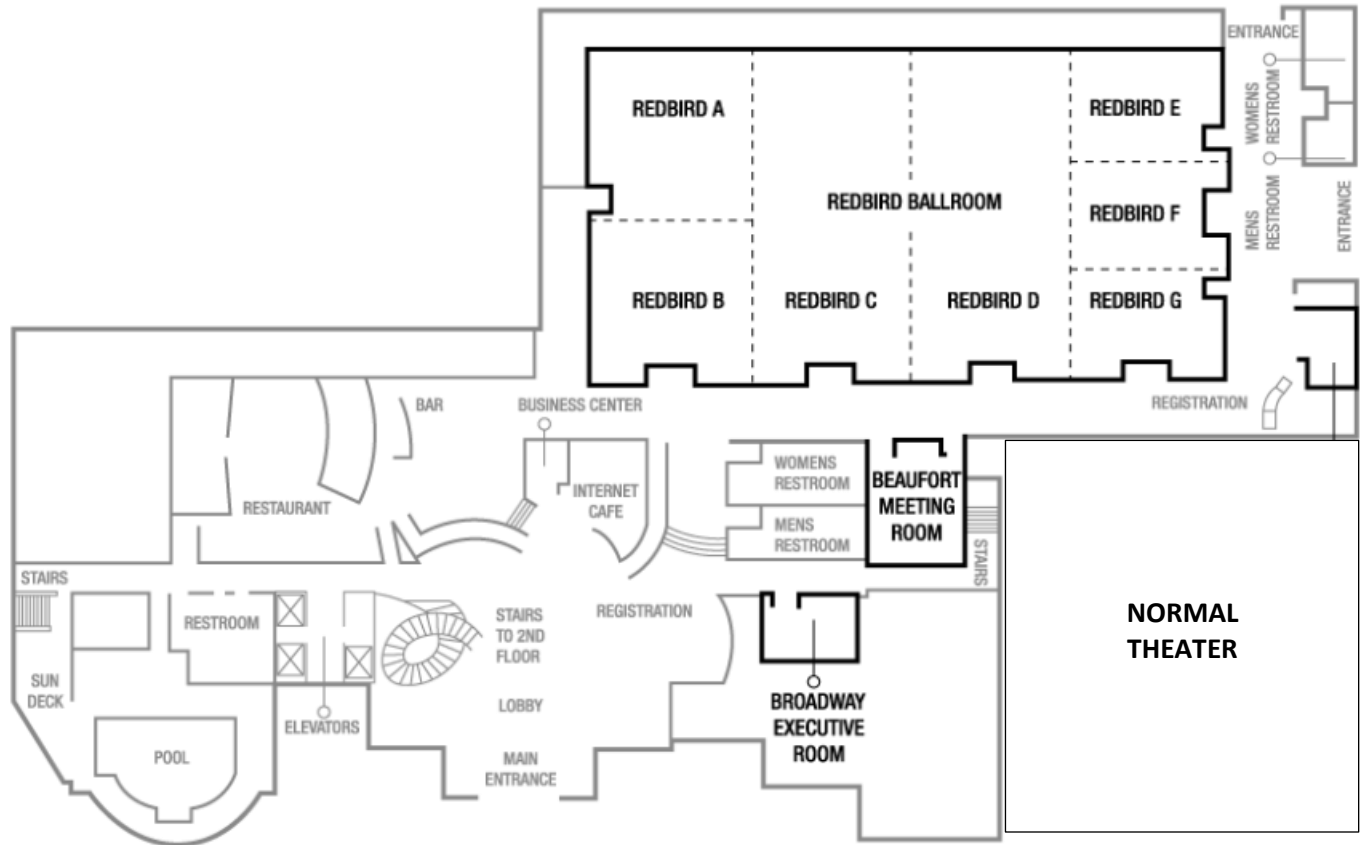 ENTRANCE
WOMENS
RESTROOM
MENS
RESTROOM
ENTRANCE
REDBIRD A
REDBIRD E
REDBIRD BALLROOM
REDBIRD F
REDBIRD B
REDBIRD C
REDBIRD D
REDBIRD G
BAR
BUSINESS CENTER
REGISTRATION
RESTAURANT
INTERNET
CAFE
WOMENS
RESTROOM
MENS
RESTROOM
BEAUFORT
MEETING
ROOM
STAIRS
STAIRS
RESTROOM
STAIRS
TO 2ND
FLOOR
REGISTRATION
NORMAL
THEATER
SUN
DECK
ELEVATORS
LOBBY
BROADWAY
EXECUTIVE
ROOM
POOL
MAIN
ENTRANCE